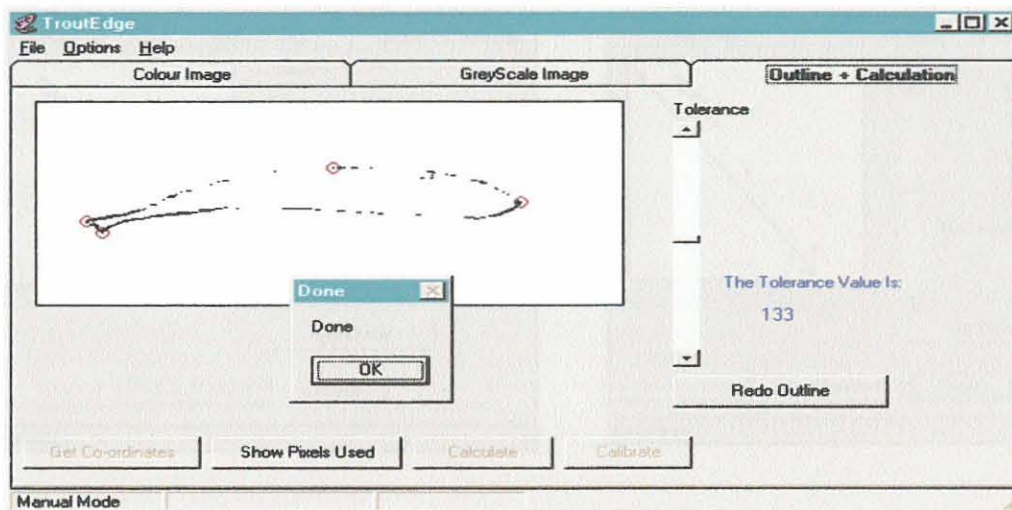 TroutEdge
File Options Help
Colour Image GreyScale Image Outline + Calculation
Tolerance
The Tolerance Value Is:
133
Done
Done
OK
Redo Outline
Get Co-ordinates Show Pixels Used Calculate Calibrate
Manual Mode